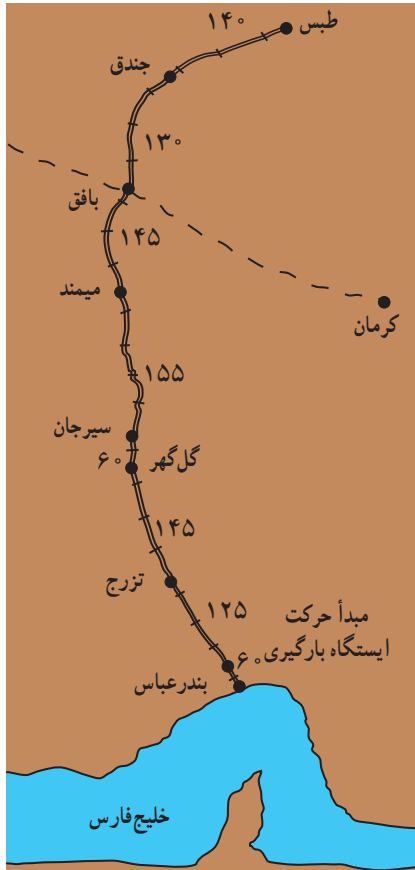 طبس
۱۴۰
جندق
۱۳۰
بافق
۱۴۵
میمند
کرمان
۱۵۵
سیرجان
گل‌گهر
۶۰
۱۴۵
تزرج
۱۲۵
مبدأ حرکت
ایستگاه بارگیری
۶۰
بندرعباس
خلیج‌فارس